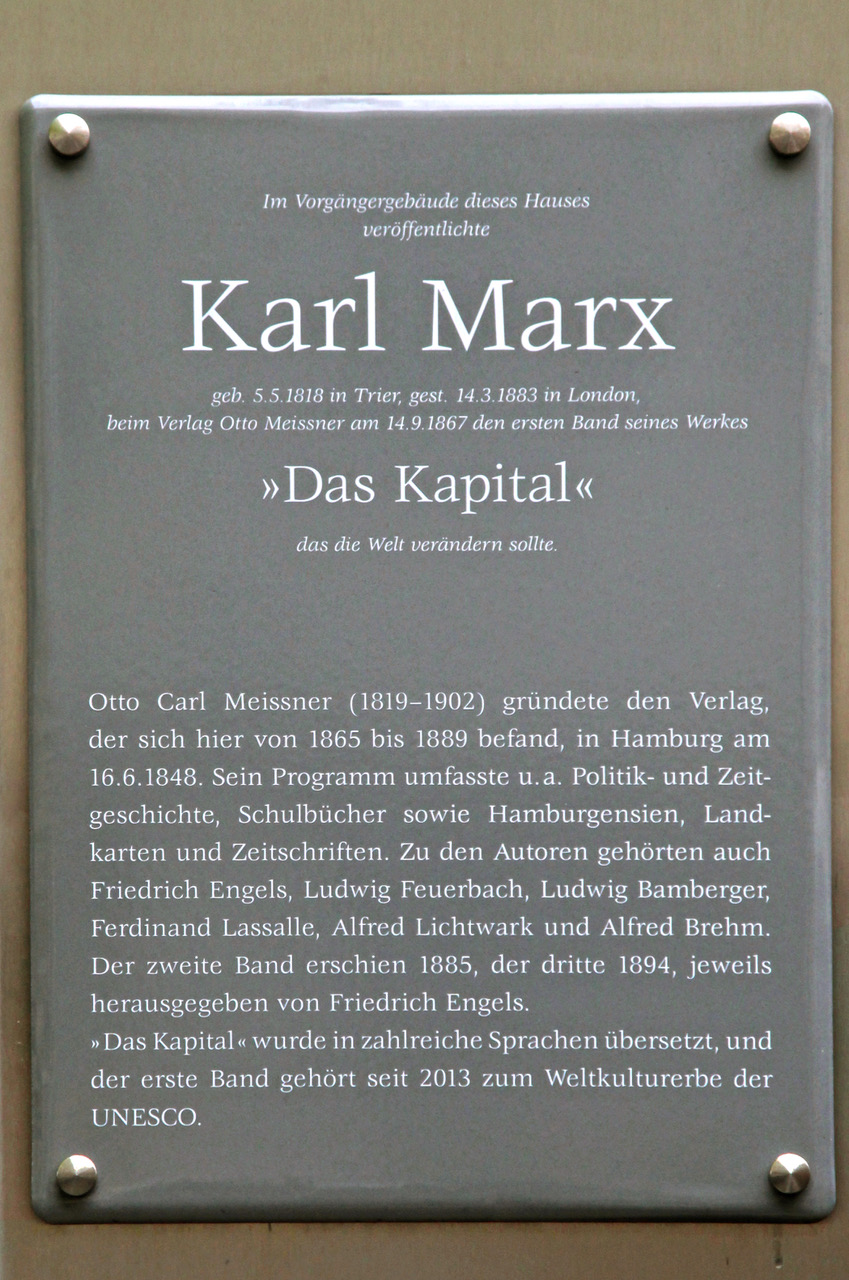 Im Vorgängergebäude dieses Hauses
veröffentlichte
Karl Marx
geb. 5.5.1818 in Trier, gest. 14.3.1883 in London,
beim Verlag Otto Meissner am 14.9.1867 den ersten Band seines Werkes
»Das Kapital«
das die Welt verändern sollte.
Otto Carl Meissner (1819–1902) gründete den Verlag,
der sich hier von 1865 bis 1889 befand, in Hamburg am
16.6.1848. Sein Programm umfasste u. a. Politik- und Zeit-
geschichte, Schulbücher sowie Hamburgensien, Land-
karten und Zeitschriften. Zu den Autoren gehörten auch
Friedrich Engels, Ludwig Feuerbach, Ludwig Bamberger,
Ferdinand Lassalle, Alfred Lichtwark und Alfred Brehm.
Der zweite Band erschien 1885, der dritte 1894, jeweils
herausgegeben von Friedrich Engels.
»Das Kapital« wurde in zahlreiche Sprachen übersetzt, und
der erste Band gehört seit 2013 zum Weltkulturerbe der
UNESCO.